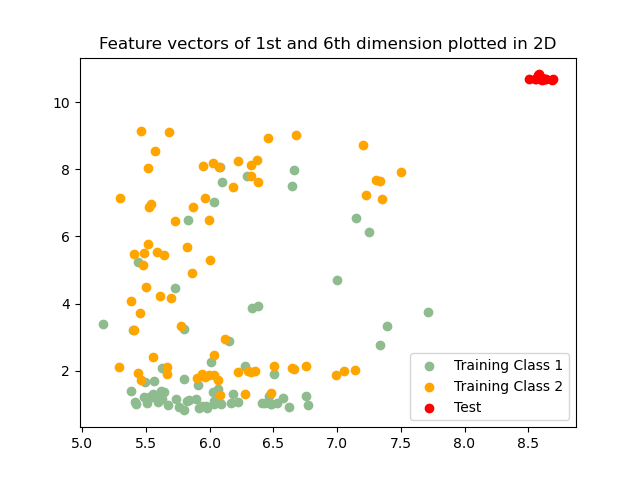 Feature vectors of 1st and 6th dimension plotted in 2D
10
8
6
4
2
5.0 5.5 6.0 6.5 7.0 7.5 8.0 8.5
Training Class 1
Training Class 2
Test